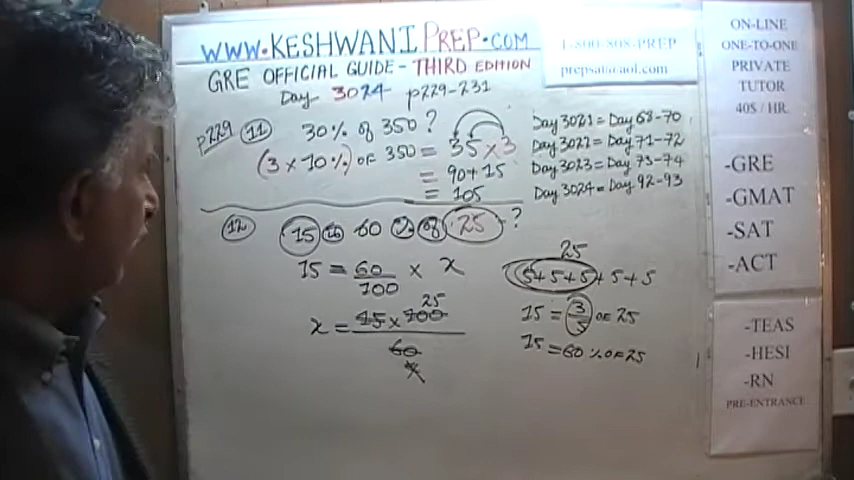 WWW.KESHWANIPREP.COM
GRE OFFICIAL GUIDE - THIRD EDITION
Day 3024 - p229-231
1-800-808-PREP
prepsat@aol.com
p229 11 30% of 350?
(3 x 10%) OF 350 = 35 x 3
= 90 + 15
= 105
Day 3021 = Day 68-70
Day 3022 = Day 71-72
Day 3023 = Day 73-74
Day 3024 = Day 92-93
12 15 is 60 % of 25 - ?
15 = 60/100 x x
25
x = 15 x 100
60
25
5+5+5+5+5
15 = 3/5 OF 25
15 = 60 % OF 25
ON-LINE
ONE-TO-ONE
PRIVATE
TUTOR
40$ / HR.
-GRE
-GMAT
-SAT
-ACT
-TEAS
-HESI
-RN
PRE-ENTRANCE